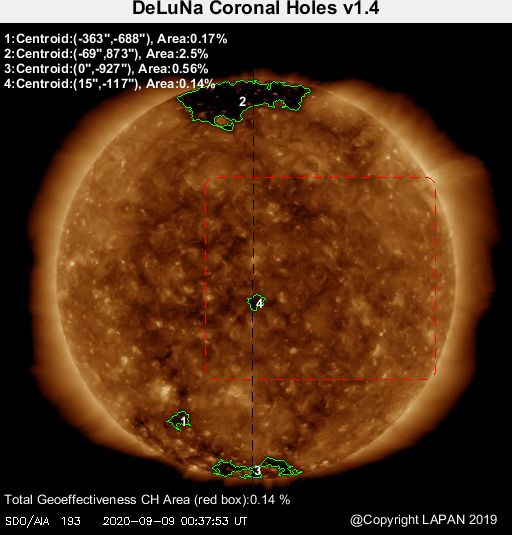 DeLuNa Coronal Holes v1.4
1:Centroid:(-363",-688"), Area:0.17%
2:Centroid:(-69",873"), Area:2.5%
3:Centroid:(0",-927"), Area:0.56%
4:Centroid:(15",-117"), Area:0.14%
2
4
1
3
Total Geoeffectiveness CH Area (red box):0.14 %
SDO/AIA 193 2020-09-09 00:37:53 UT
@Copyright LAPAN 2019